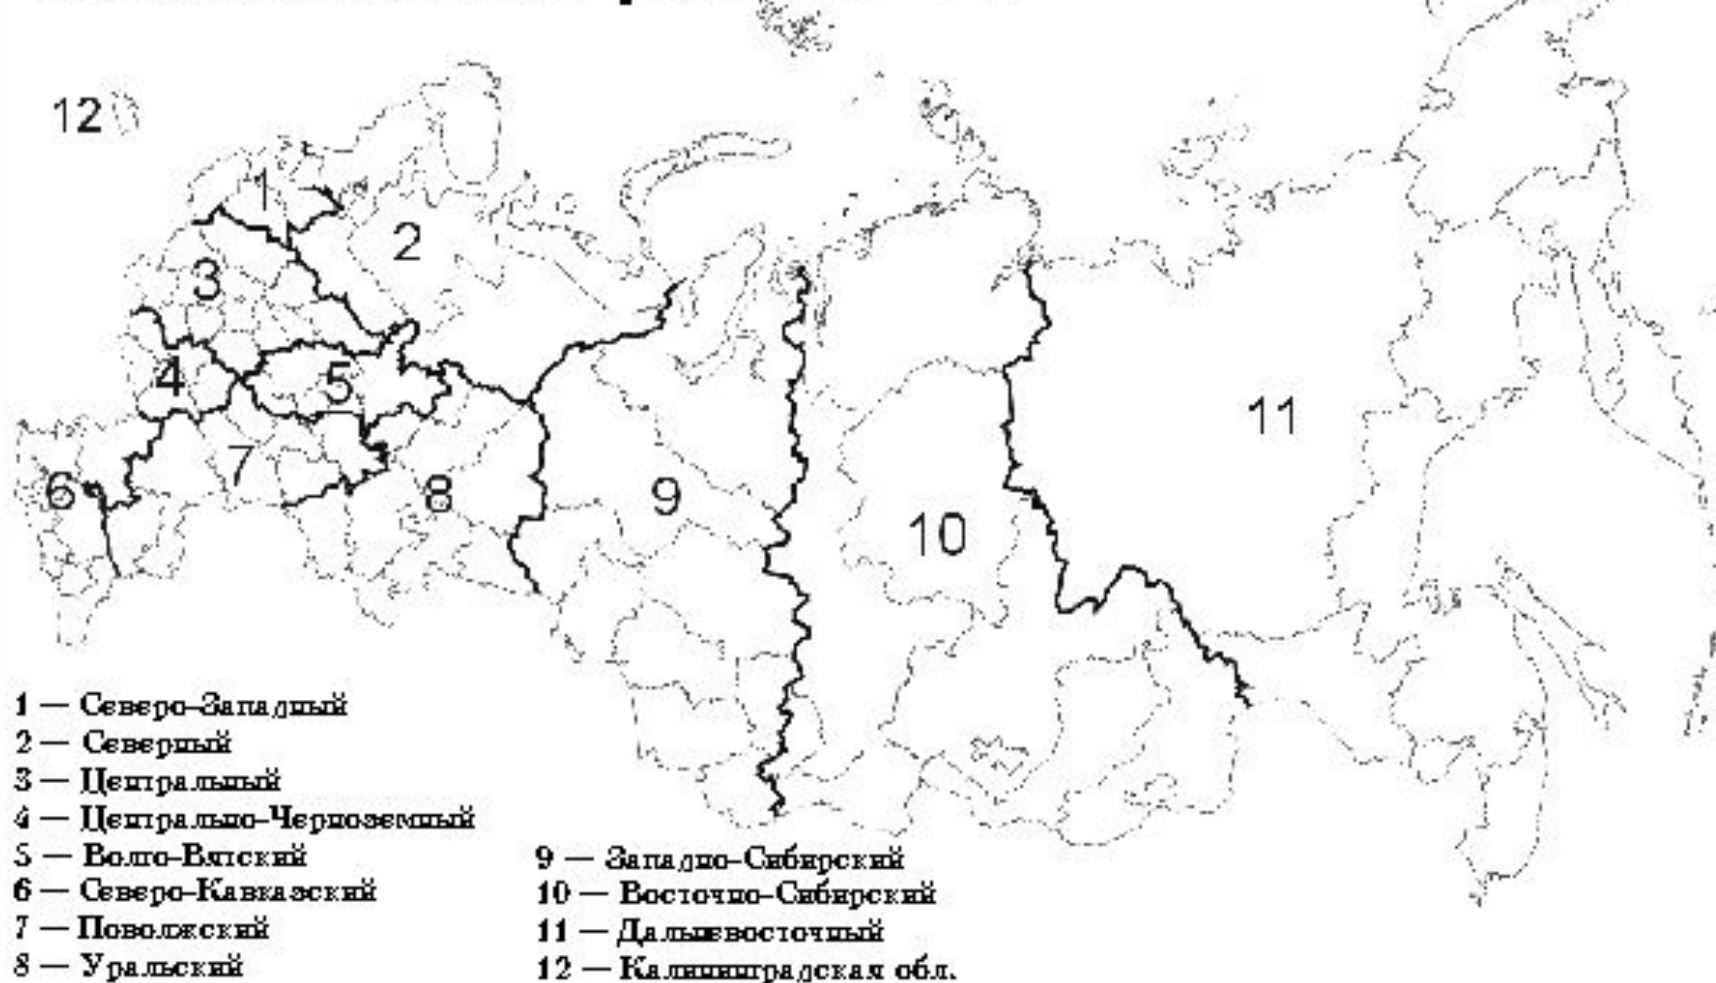 12
1
2
3
4
5
6
7
8
9
10
11
1 — Северо-Западный
2 — Северный
3 — Центральный
4 — Центрально-Черноземный
5 — Волго-Вятский
6 — Северо-Кавказский
7 — Поволжский
8 — Уральский
9 — Западно-Сибирский
10 — Восточно-Сибирский
11 — Дальневосточный
12 — Калининградская обл.